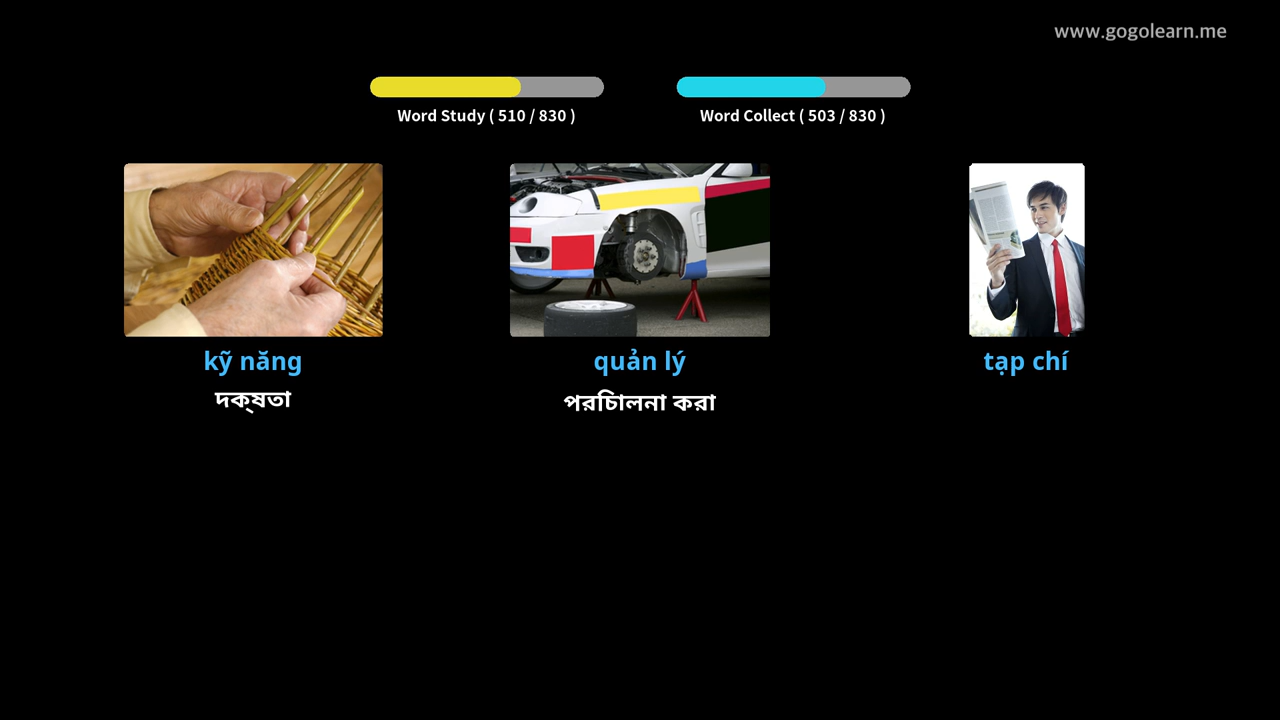 www.gogolearn.me
Word Study ( 510 / 830 )
Word Collect ( 503 / 830 )
kỹ năng
quản lý
tạp chí
দক্ষতা
পরিচালনা করা